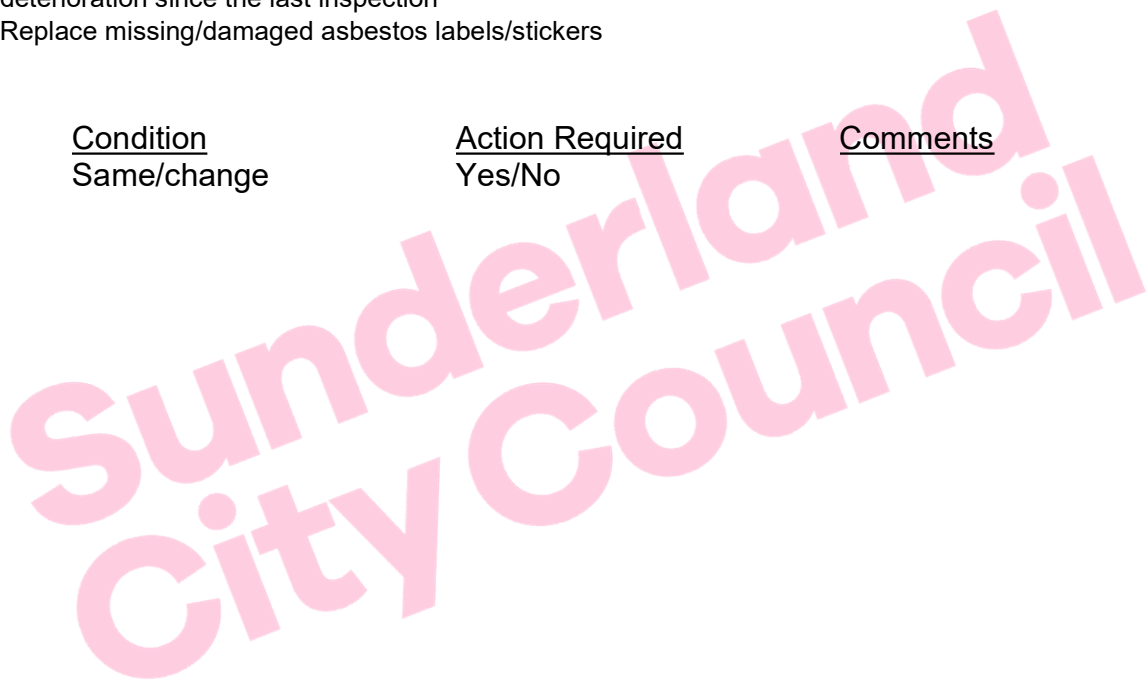 deterioration since the last inspection
Replace missing/damaged asbestos labels/stickers
Condition Action Required Comments
Same/change Yes/No
Sunderland
City Council